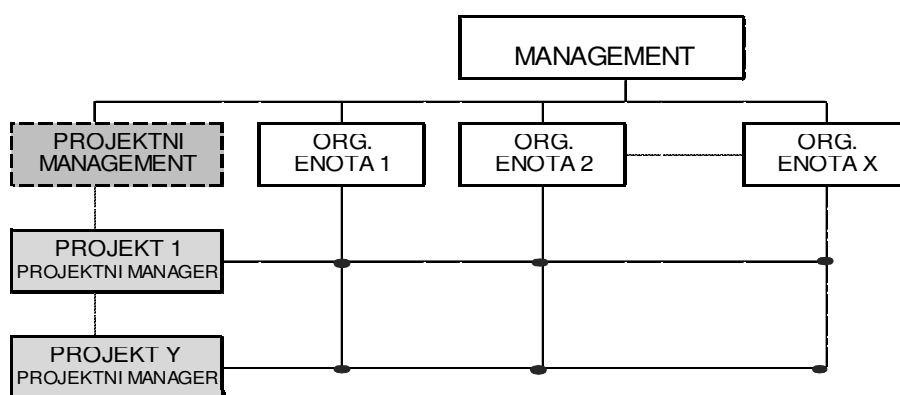 MANAGEMENT
PROJEKTNI
MANAGEMENT
ORG.
ENOTA 1
ORG.
ENOTA 2
ORG.
ENOTA X
PROJEKT 1
PROJEKTNI MANAGER
PROJEKT Y
PROJEKTNI MANAGER